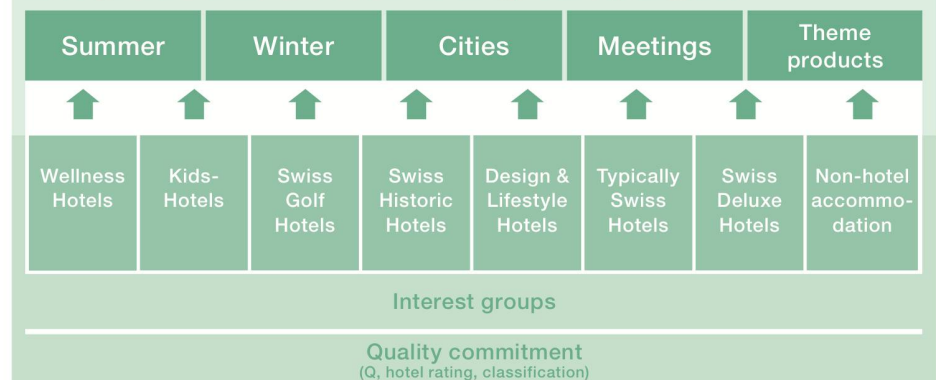 Summer
Winter
Cities
Meetings
Theme
products
Wellness
Hotels
Kids-
Hotels
Swiss
Golf
Hotels
Swiss
Historic
Hotels
Design &
Lifestyle
Hotels
Typically
Swiss
Hotels
Swiss
Deluxe
Hotels
Non-hotel
accommo-
dation
Interest groups
Quality commitment
(Q, hotel rating, classification)